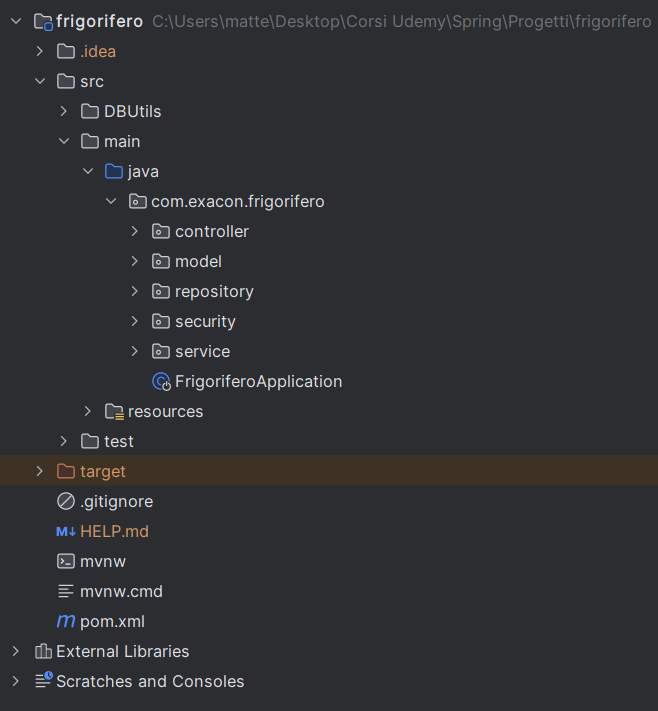 frigorifero C:\Users\matte\Desktop\Corsi Udemy\Spring\Progetti\frigorifero
.idea
src
DBUtils
main
java
com.exacon.frigorifero
controller
model
repository
security
service
FrigoriferoApplication
resources
test
target
.gitignore
M↓ HELP.md
mvnw
mvnw.cmd
m pom.xml
External Libraries
Scratches and Consoles